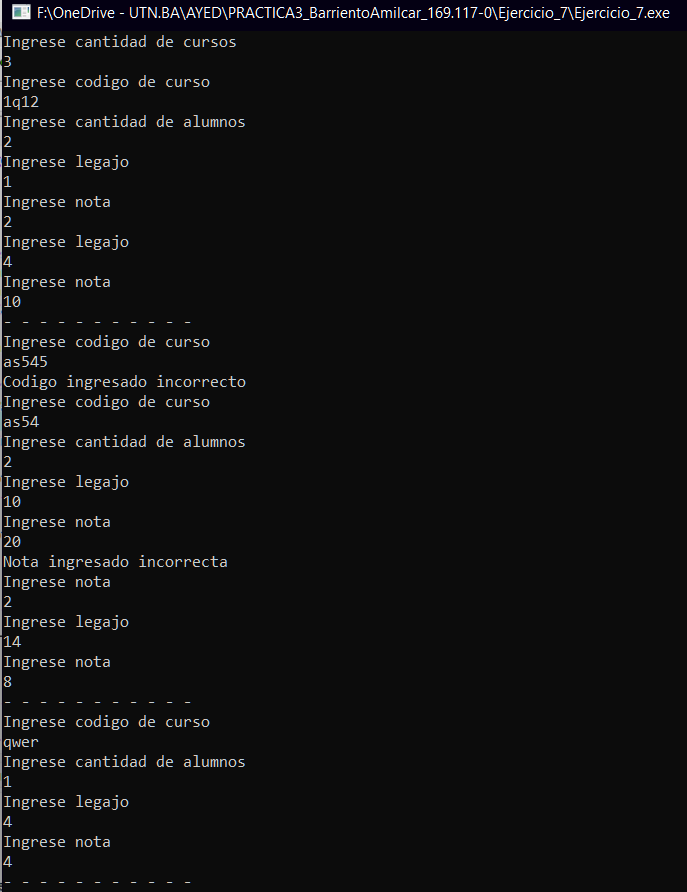 F:\OneDrive - UTN.BA\AYED\PRACTICA3_BarrientoAmilcar_169.117-0\Ejercicio_7\Ejercicio_7.exe
Ingrese cantidad de cursos
3
Ingrese codigo de curso
1q12
Ingrese cantidad de alumnos
2
Ingrese legajo
1
Ingrese nota
2
Ingrese legajo
4
Ingrese nota
10
- - - - - - - - - - -
Ingrese codigo de curso
as545
Codigo ingresado incorrecto
Ingrese codigo de curso
as54
Ingrese cantidad de alumnos
2
Ingrese legajo
10
Ingrese nota
20
Nota ingresado incorrecta
Ingrese nota
2
Ingrese legajo
14
Ingrese nota
8
- - - - - - - - - - -
Ingrese codigo de curso
qwer
Ingrese cantidad de alumnos
1
Ingrese legajo
4
Ingrese nota
4
- - - - - - - - - - -